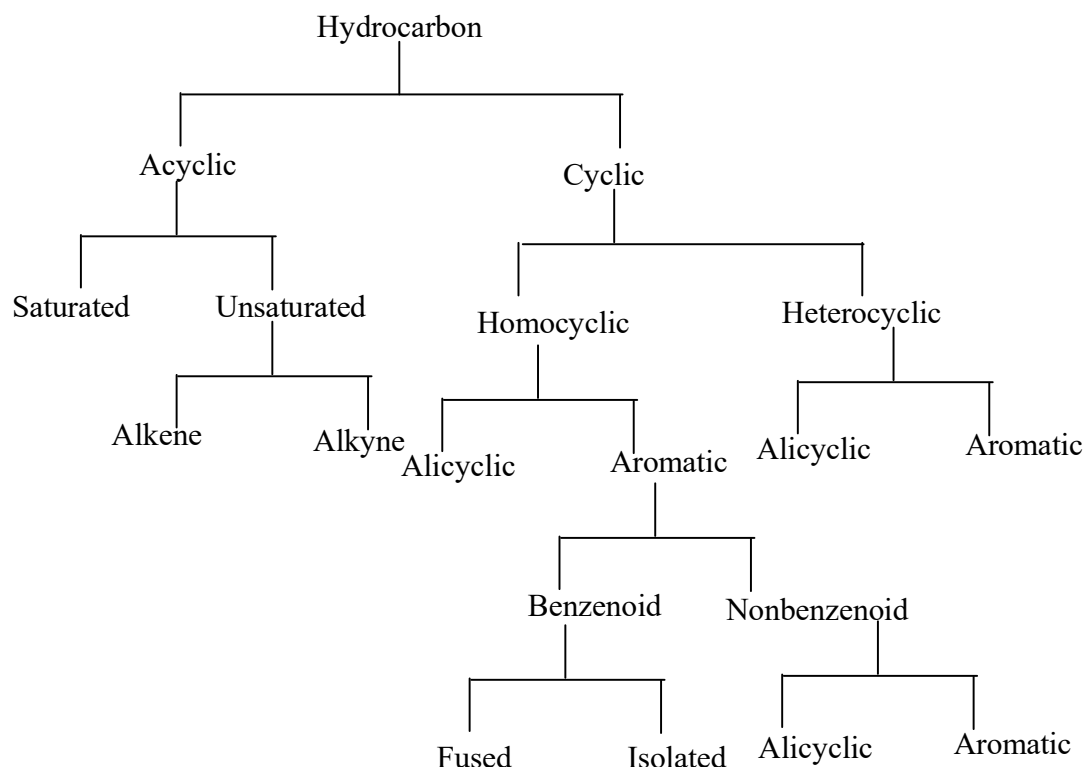 Hydrocarbon
Acyclic
Cyclic
Saturated
Unsaturated
Homocyclic
Heterocyclic
Alkene
Alkyne
Alicyclic
Aromatic
Alicyclic
Aromatic
Benzenoid
Nonbenzenoid
Fused
Isolated
Alicyclic
Aromatic